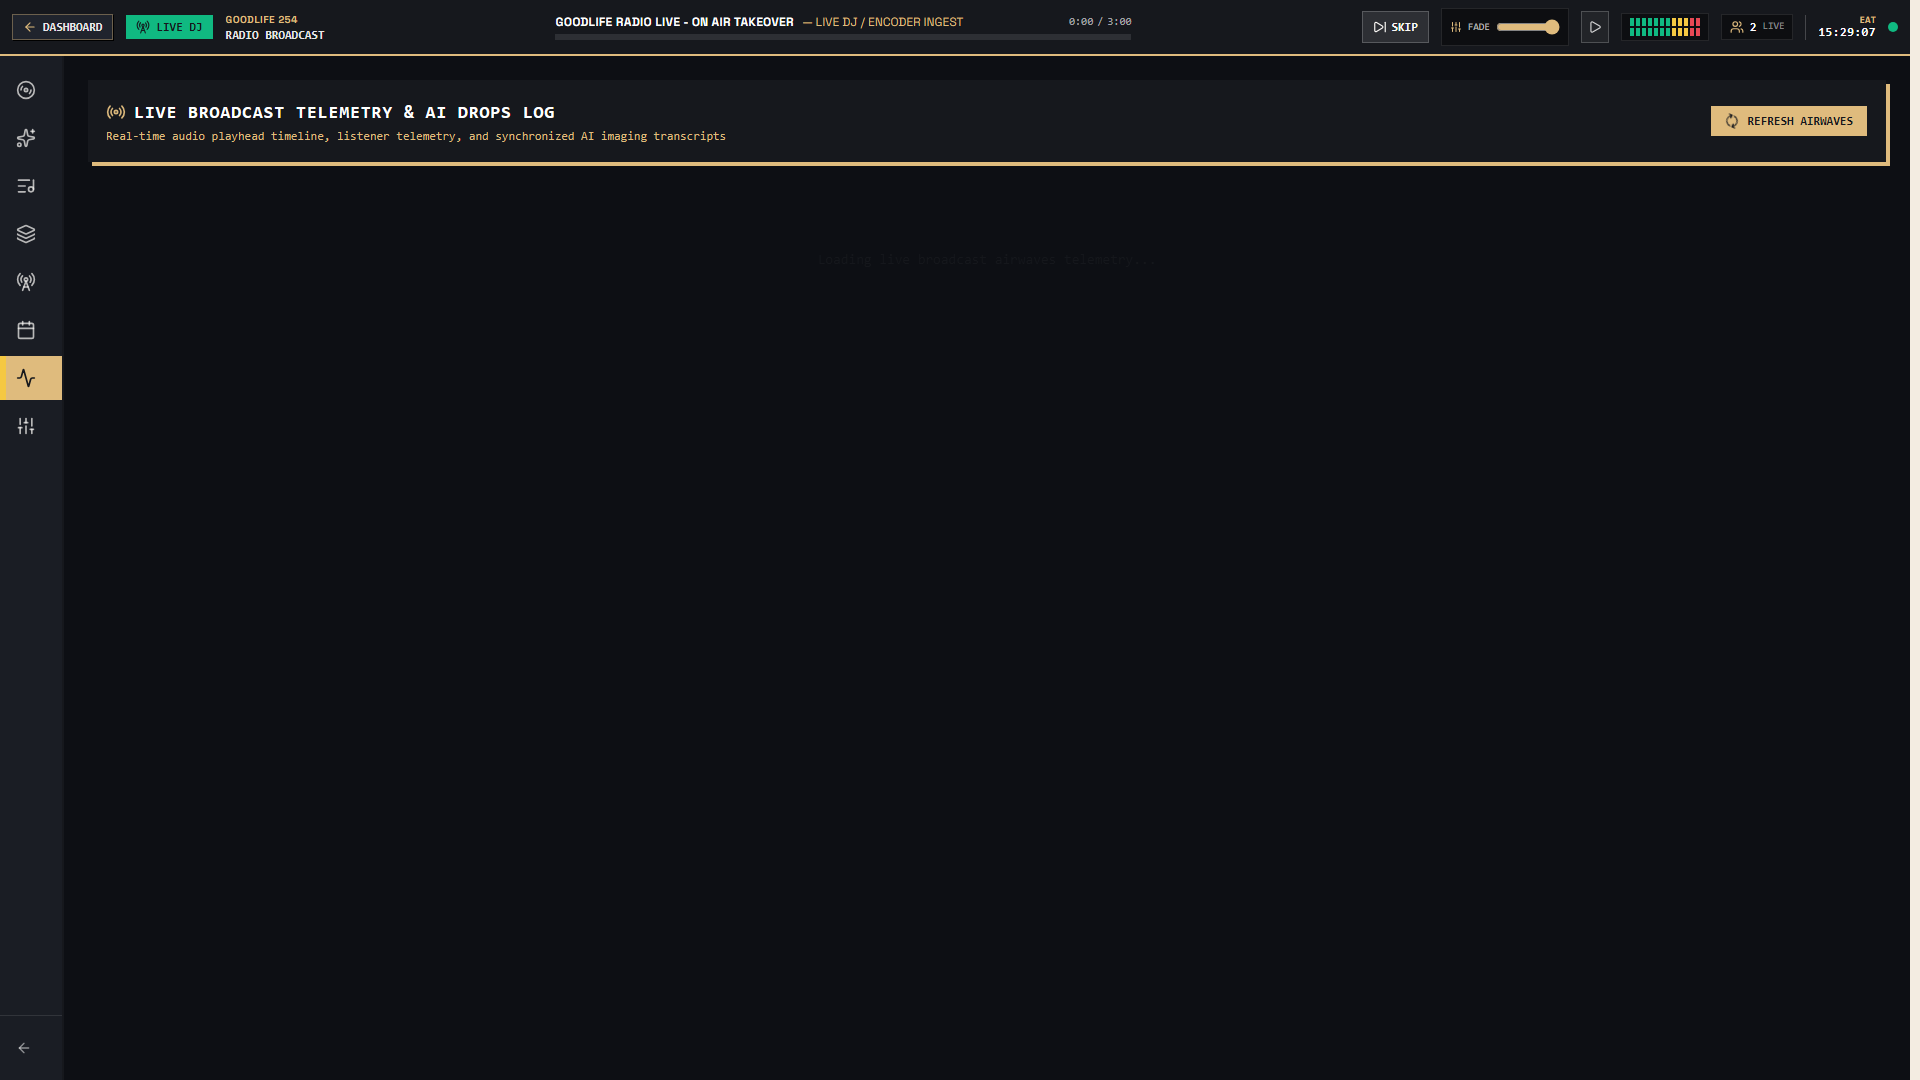 DASHBOARD
LIVE DJ
GOODLIFE 254
RADIO BROADCAST
GOODLIFE RADIO LIVE - ON AIR TAKEOVER — LIVE DJ / ENCODER INGEST
0:00 / 3:00
SKIP
FADE
2 LIVE
EAT
15:29:07
LIVE BROADCAST TELEMETRY & AI DROPS LOG
Real-time audio playhead timeline, listener telemetry, and synchronized AI imaging transcripts
REFRESH AIRWAVES
Loading live broadcast airwaves telemetry...